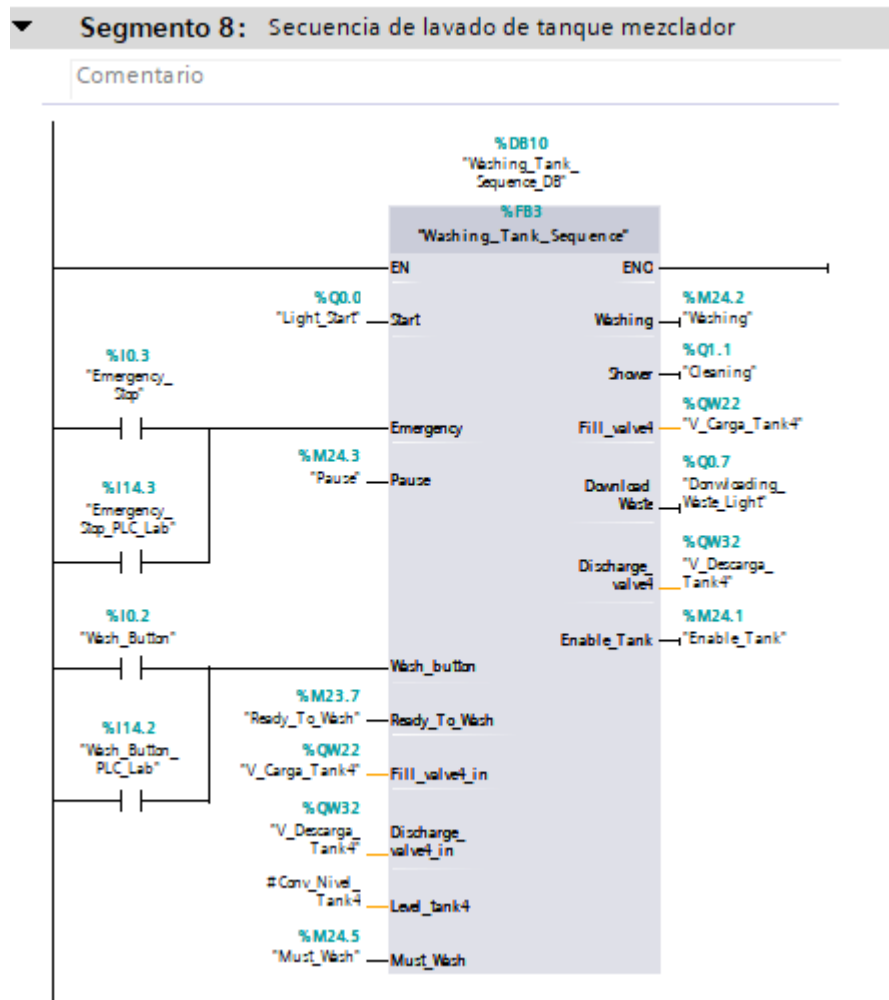 Segmento 8: Secuencia de lavado de tanque mezclador
Comentario
%DB10
"Washing_Tank_
Sequence_DB"
%FB3
"Washing_Tank_Sequence"
EN
ENO
%Q0.0
"Light_Start"
Start
Washing
%M24.2
"Washing"
%I0.3
"Emergency_
Stop"
Shower
%Q1.1
"Cleaning"
Emergency
Fill_valve4
%QW22
"V_Carga_Tank4"
%M24.3
"Pause"
Pause
%I14.3
"Emergency_
Stop_PLC_Lab"
Download
Waste
%Q0.7
"Donwloading_
Waste_Light"
Discharge_
valve4
%QW32
"V_Descarga_
Tank4"
%I0.2
"Wash_Button"
Enable_Tank
%M24.1
"Enable_Tank"
Wash_button
%M23.7
"Ready_To_Wash"
Ready_To_Wash
%I14.2
"Wash_Button_
PLC_Lab"
%QW22
"V_Carga_Tank4"
Fill_valve4_in
%QW32
"V_Descarga_
Tank4"
Discharge_
valve4_in
#Conv_Nivel_
Tank4
Level_tank4
%M24.5
"Must_Wash"
Must_Wash